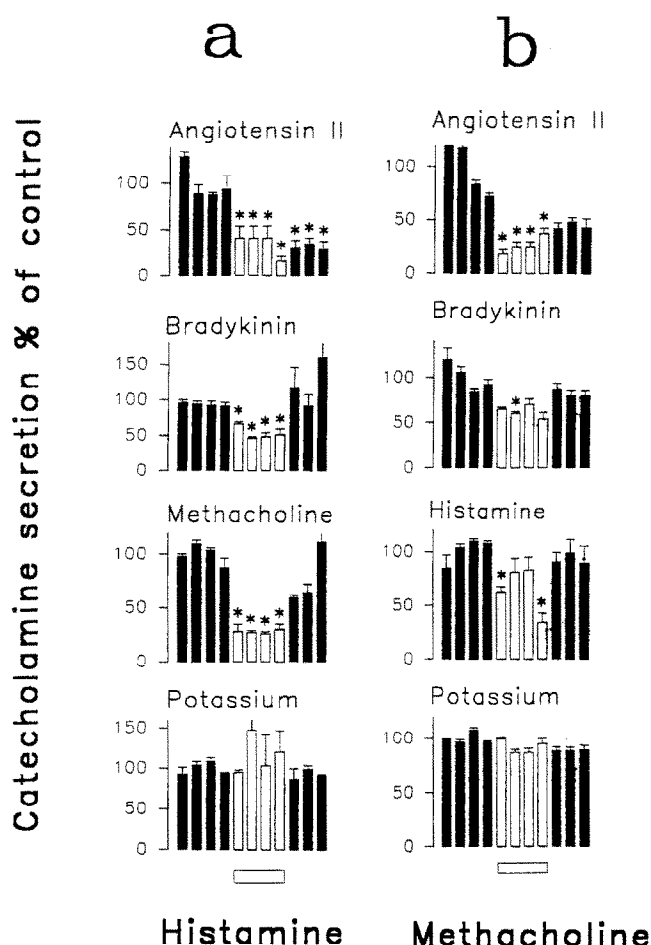 a
b
Catecholamine secretion % of control
Angiotensin II
100
50
0
* * * * * * *
Bradykinin
150
100
50
0
* * * *
Methacholine
100
50
0
* * * *
Potassium
150
100
50
0
Histamine
Angiotensin II
100
50
0
* * * *
Bradykinin
100
50
0
*
Histamine
100
50
0
* *
Potassium
100
50
0
Methacholine